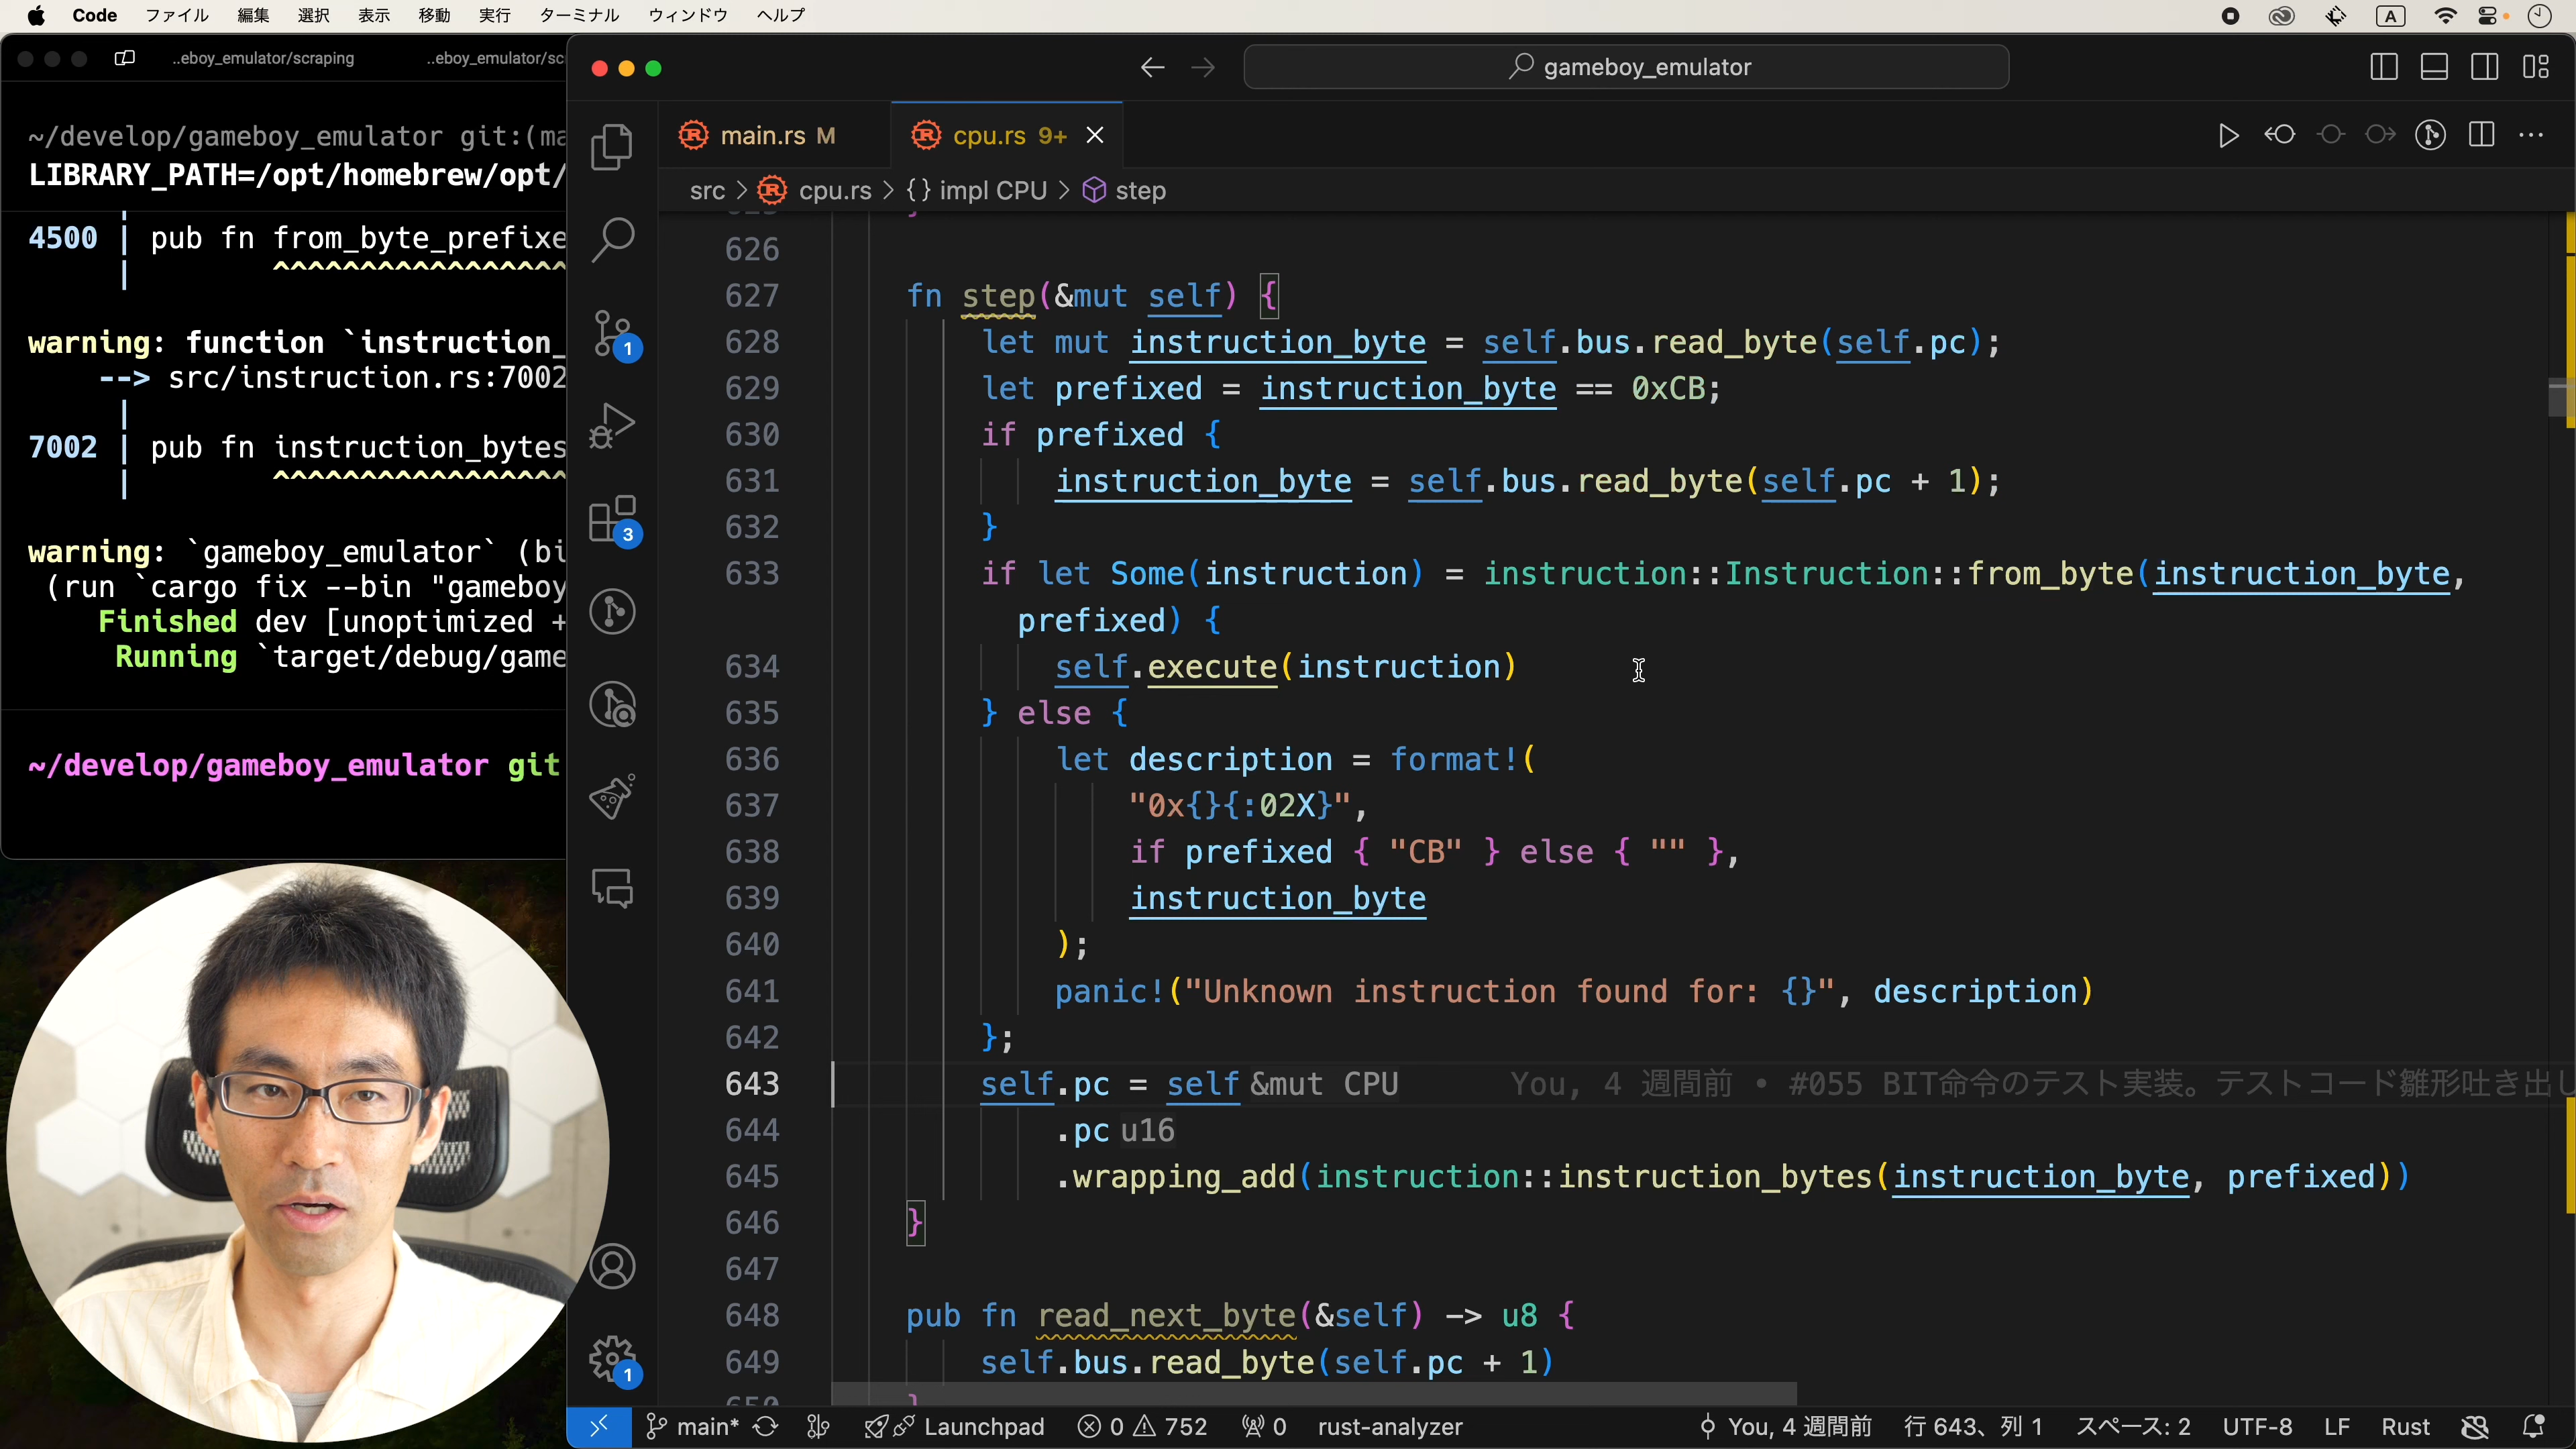 Code ファイル 編集 選択 表示 移動 実行 ターミナル ウィンドウ ヘルプ A
..eboy_emulator/scraping ..eboy_emulator/sc
~/develop/gameboy_emulator git:(ma
LIBRARY_PATH=/opt/homebrew/opt/
4500 | pub fn from_byte_prefixe
^^^^^^^^^^^^^^^^^
warning: function `instruction_
--> src/instruction.rs:7002
7002 | pub fn instruction_bytes
^^^^^^^^^^^^^^^^^
warning: `gameboy_emulator` (bi
(run `cargo fix --bin "gameboy
Finished dev [unoptimized +
Running `target/debug/game
~/develop/gameboy_emulator git
gameboy_emulator
main.rs M cpu.rs 9+
src > cpu.rs > {} impl CPU > step
626
627 fn step(&mut self) {
628 let mut instruction_byte = self.bus.read_byte(self.pc);
629 let prefixed = instruction_byte == 0xCB;
630 if prefixed {
631 instruction_byte = self.bus.read_byte(self.pc + 1);
632 }
633 if let Some(instruction) = instruction::Instruction::from_byte(instruction_byte,
prefixed) {
634 self.execute(instruction)
635 } else {
636 let description = format!(
637 "0x{}{:02X}",
638 if prefixed { "CB" } else { "" },
639 instruction_byte
640 );
641 panic!("Unknown instruction found for: {}", description)
642 };
643 self.pc = self &mut CPU You, 4 週間前 • #055 BIT命令のテスト実装。テストコード雛形吐き出し
644 .pc u16
645 .wrapping_add(instruction::instruction_bytes(instruction_byte, prefixed))
646 }
647
648 pub fn read_next_byte(&self) -> u8 {
649 self.bus.read_byte(self.pc + 1)
1
3
1
main* Launchpad 0 752 0 rust-analyzer You, 4 週間前 行 643、列 1 スペース: 2 UTF-8 LF Rust